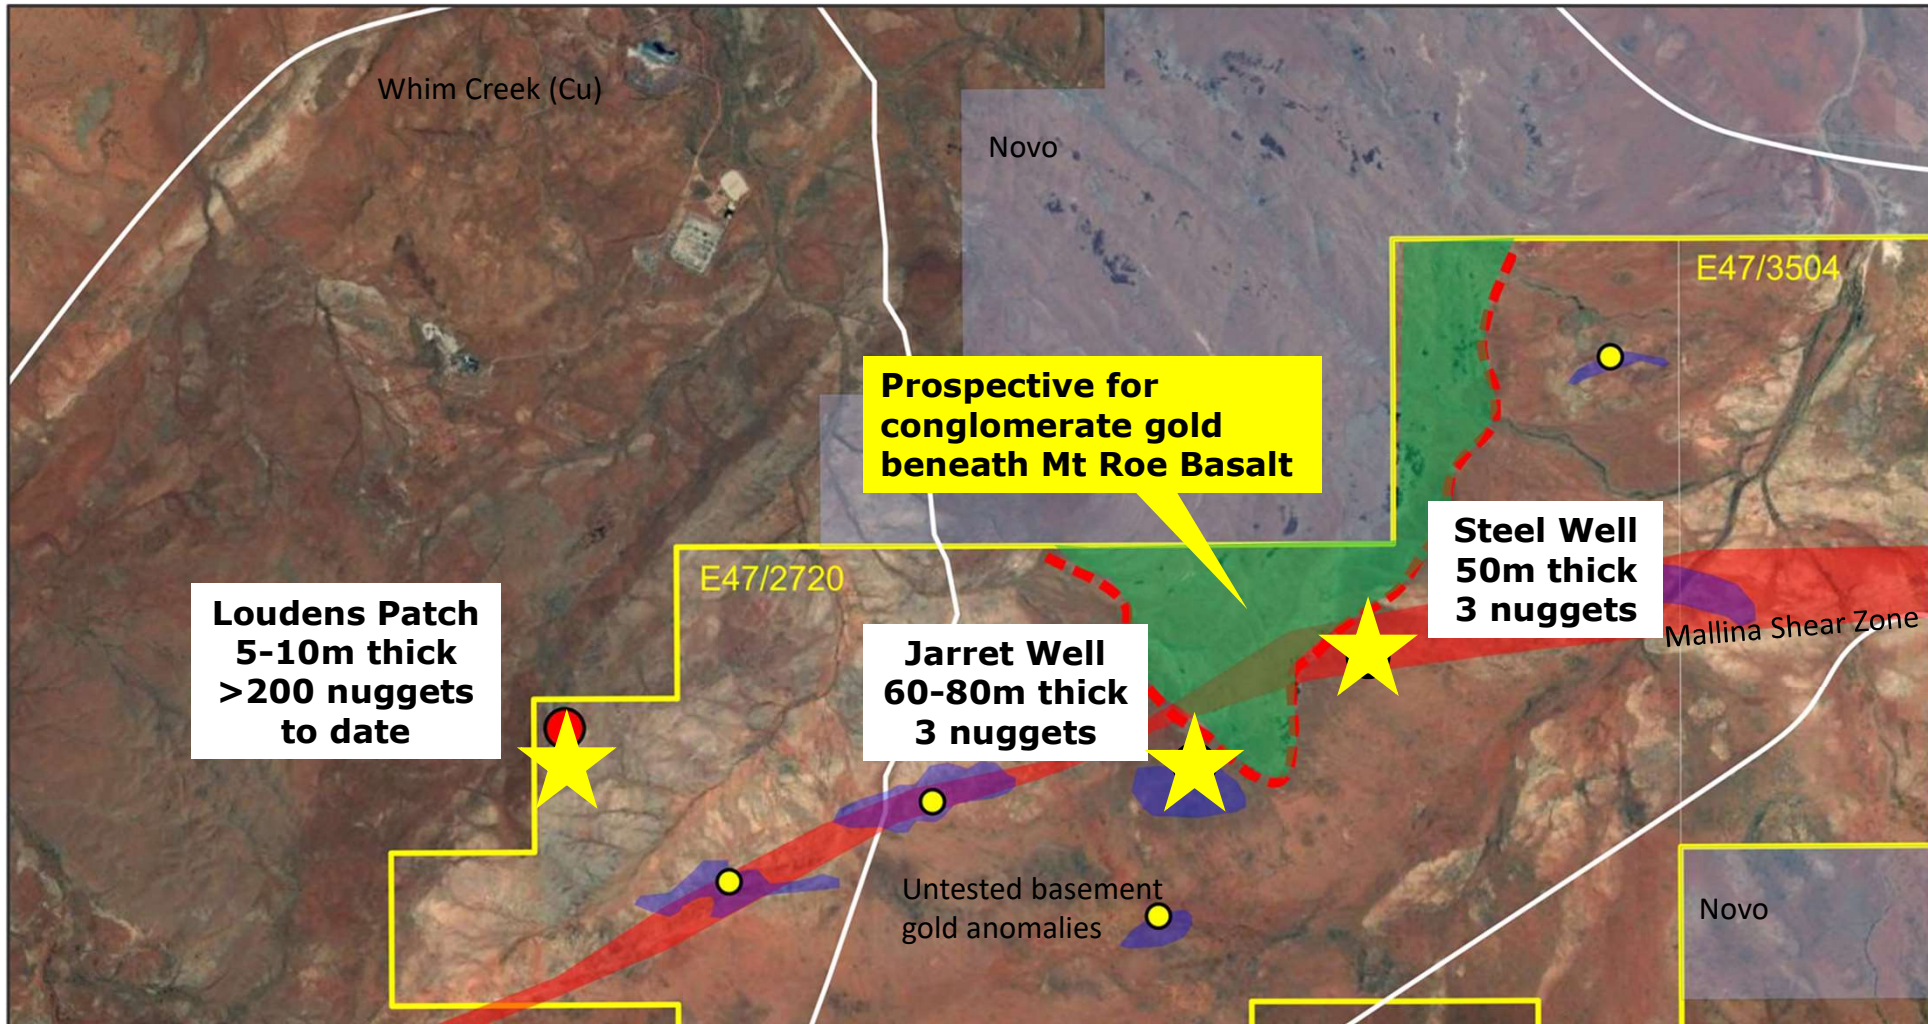 Whim Creek (Cu)
Novo
E47/3504
Prospective for
conglomerate gold
beneath Mt Roe Basalt
Steel Well
50m thick
3 nuggets
E47/2720
Loudens Patch
5-10m thick
>200 nuggets
to date
Jarret Well
60-80m thick
3 nuggets
Mallina Shear Zone
Untested basement
gold anomalies
Novo